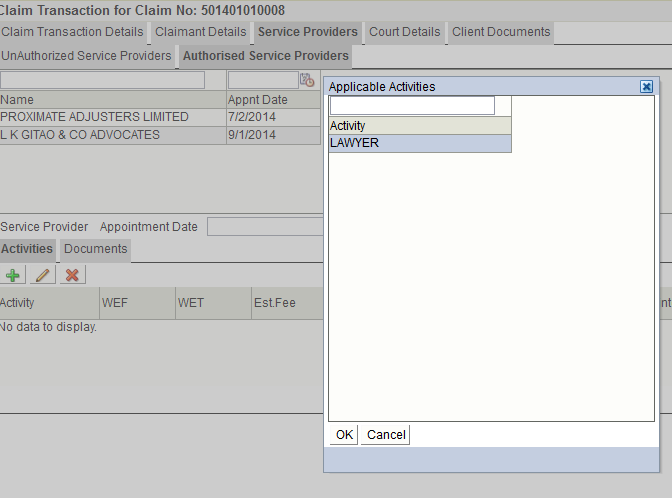 Claim Transaction for Claim No: 501401010008
Claim Transaction Details Claimant Details Service Providers Court Details Client Documents
UnAuthorized Service Providers Authorised Service Providers
Name Appnt Date
PROXIMATE ADJUSTERS LIMITED 7/2/2014
L K GITAO & CO ADVOCATES 9/1/2014
Service Provider Appointment Date
Activities Documents
Activity WEF WET Est.Fee
No data to display.
Applicable Activities
Activity
LAWYER
OK Cancel